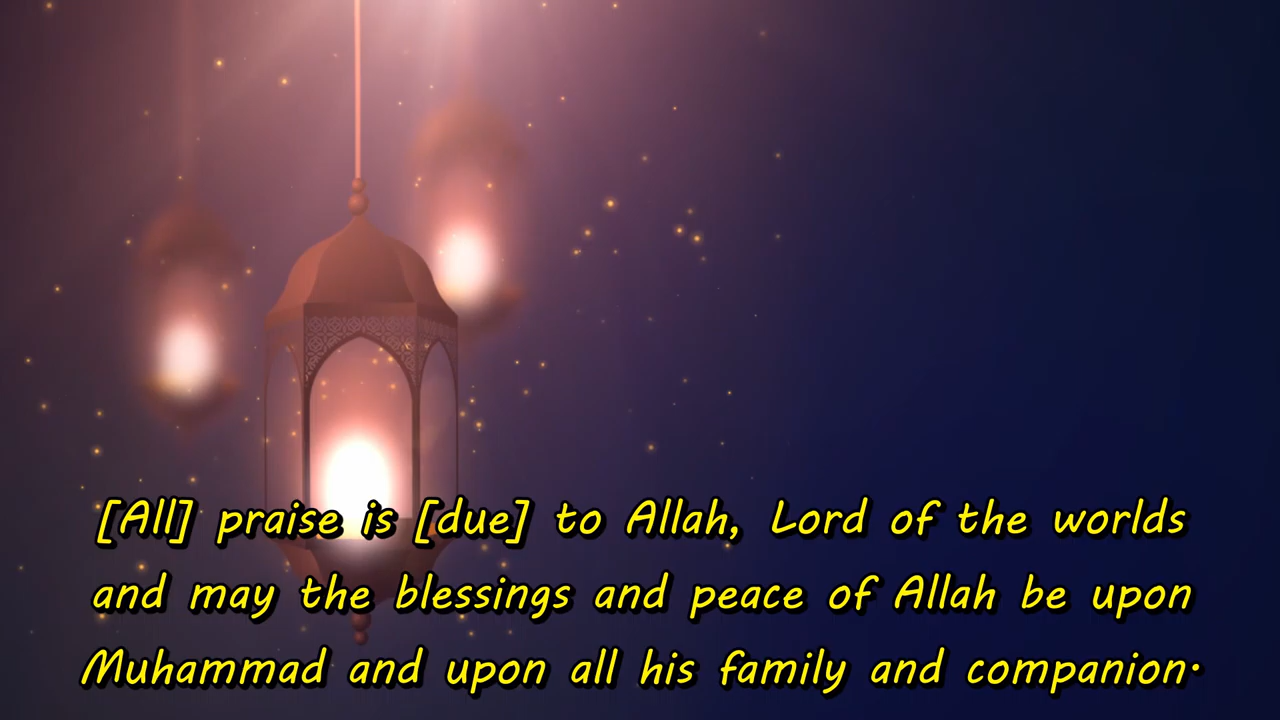 [All] praise is [due] to Allah, Lord of the worlds
and may the blessings and peace of Allah be upon
Muhammad and upon all his family and companion·